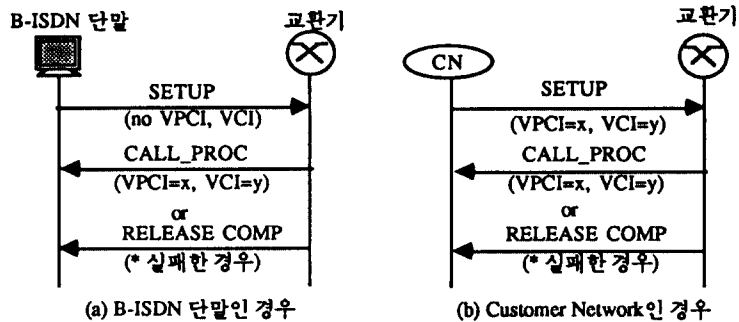 B-ISDN 단말
교환기
SETUP
(no VPCI, VCI)
CALL_PROC
(VPCI=x, VCI=y)
or
RELEASE COMP
(* 실패한 경우)
(a) B-ISDN 단말인 경우
교환기
CN
SETUP
(VPCI=x, VCI=y)
CALL_PROC
(VPCI=x, VCI=y)
or
RELEASE COMP
(* 실패한 경우)
(b) Customer Network인 경우